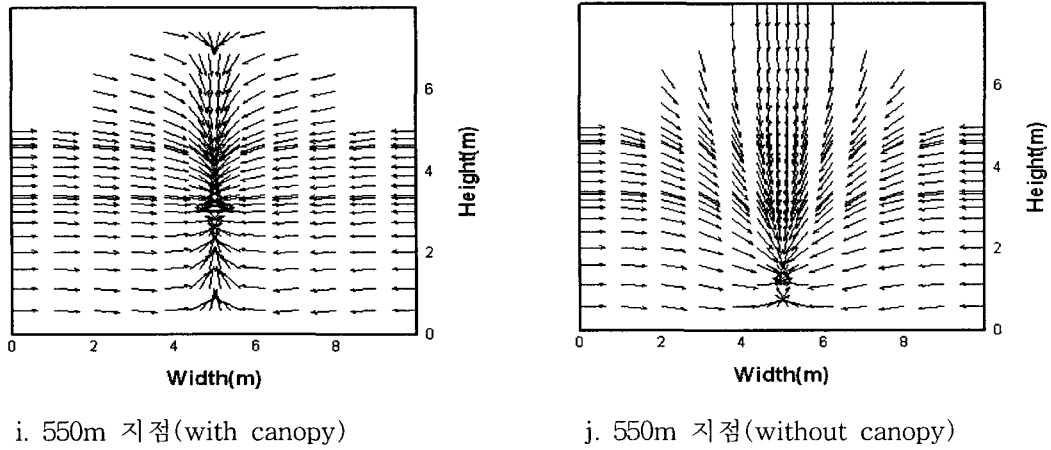 6
4
2
0
Height(m)
0 2 4 6 8
Width(m)
i. 550m 지점(with canopy)
6
4
2
0
Height(m)
0 2 4 6 8
Width(m)
j. 550m 지점(without canopy)